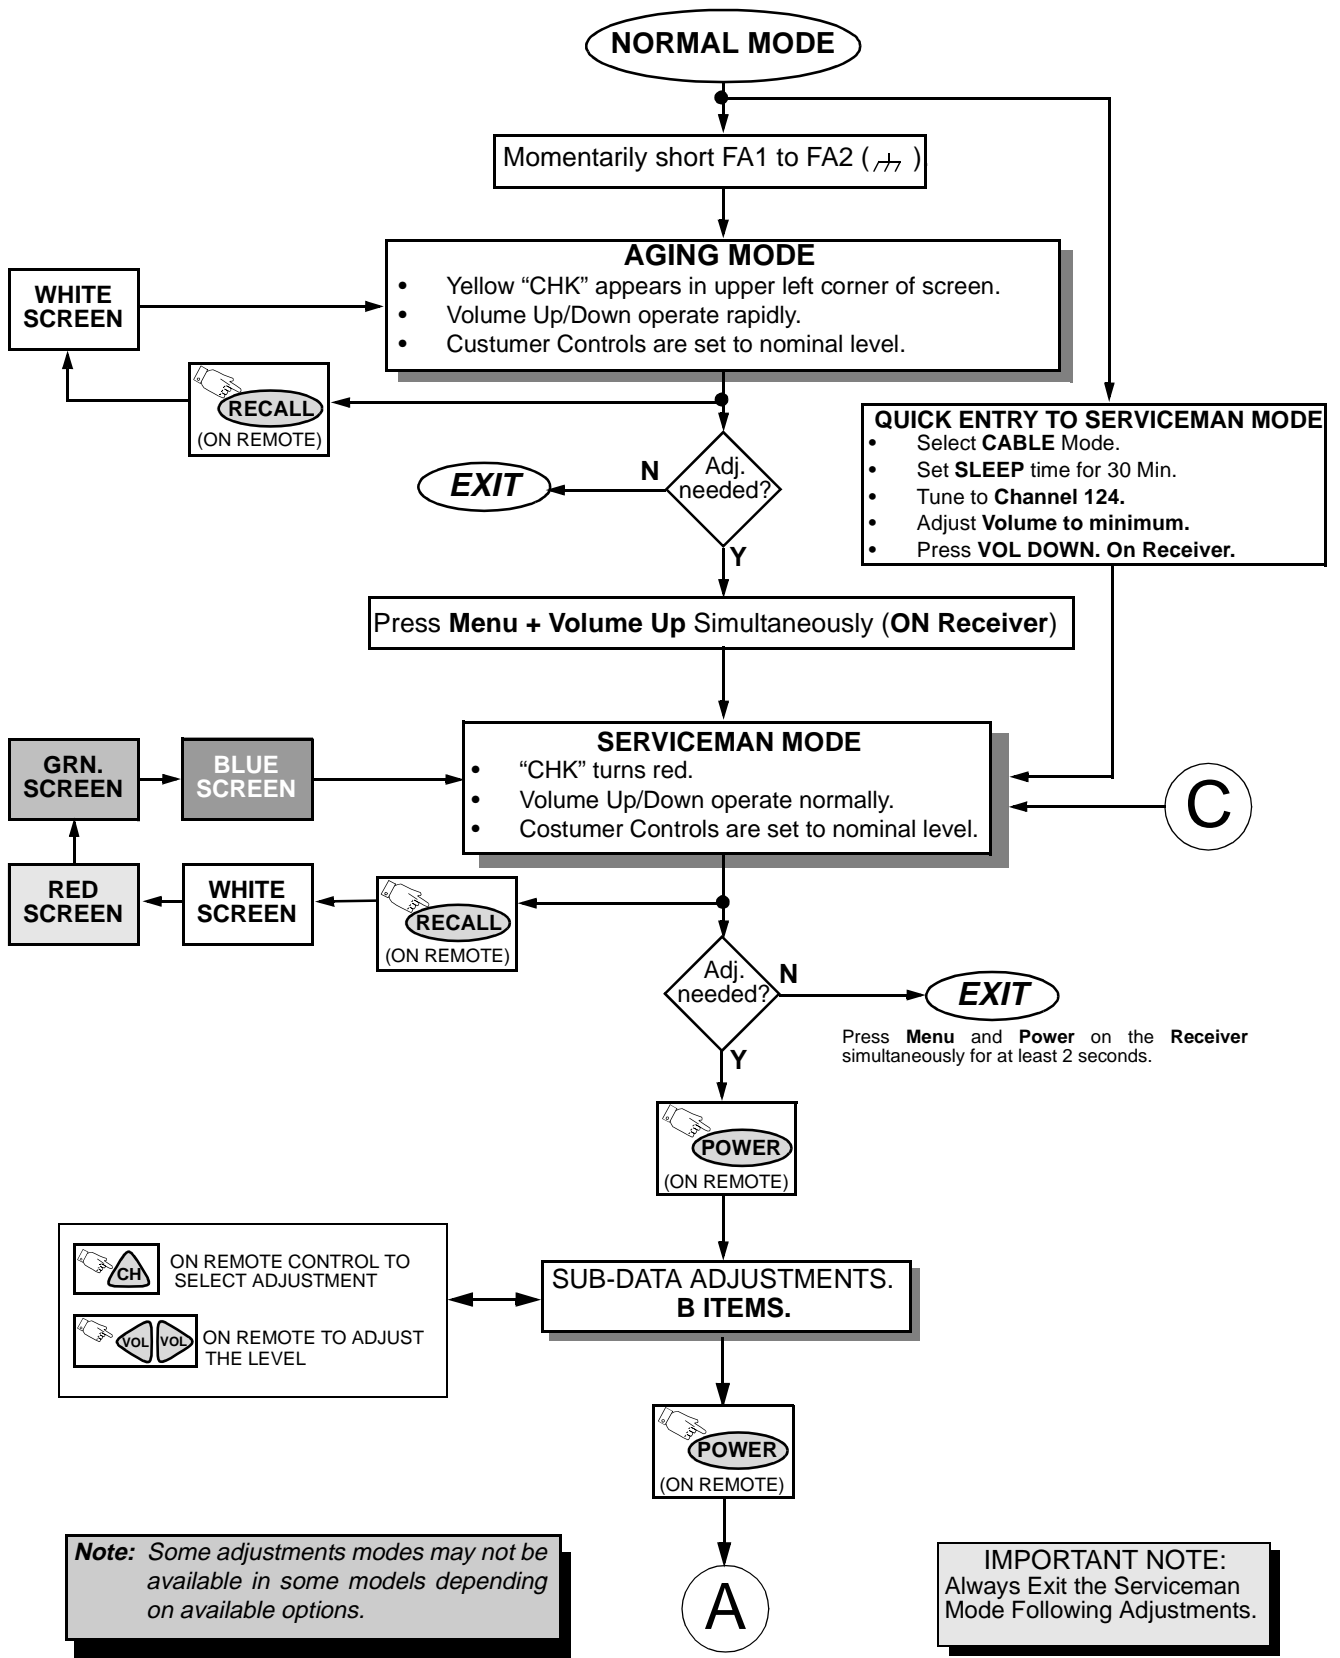 NORMAL MODE
Momentarily short FA1 to FA2 ( )
AGING MODE
• Yellow “CHK” appears in upper left corner of screen.
• Volume Up/Down operate rapidly.
• Custumer Controls are set to nominal level.
WHITE
SCREEN
RECALL
(ON REMOTE)
QUICK ENTRY TO SERVICEMAN MODE
• Select CABLE Mode.
• Set SLEEP time for 30 Min.
• Tune to Channel 124.
• Adjust Volume to minimum.
• Press VOL DOWN. On Receiver.
Adj.
needed?
N
EXIT
Y
Press Menu + Volume Up Simultaneously (ON Receiver)
SERVICEMAN MODE
• “CHK” turns red.
• Volume Up/Down operate normally.
• Costumer Controls are set to nominal level.
GRN.
SCREEN
BLUE
SCREEN
C
RED
SCREEN
WHITE
SCREEN
RECALL
(ON REMOTE)
Adj.
needed?
N
EXIT
Press Menu and Power on the Receiver
simultaneously for at least 2 seconds.
Y
POWER
(ON REMOTE)
CH
ON REMOTE CONTROL TO
SELECT ADJUSTMENT
VOL VOL
ON REMOTE TO ADJUST
THE LEVEL
SUB-DATA ADJUSTMENTS.
B ITEMS.
POWER
(ON REMOTE)
A
Note: Some adjustments modes may not be
available in some models depending
on available options.
IMPORTANT NOTE:
Always Exit the Serviceman
Mode Following Adjustments.